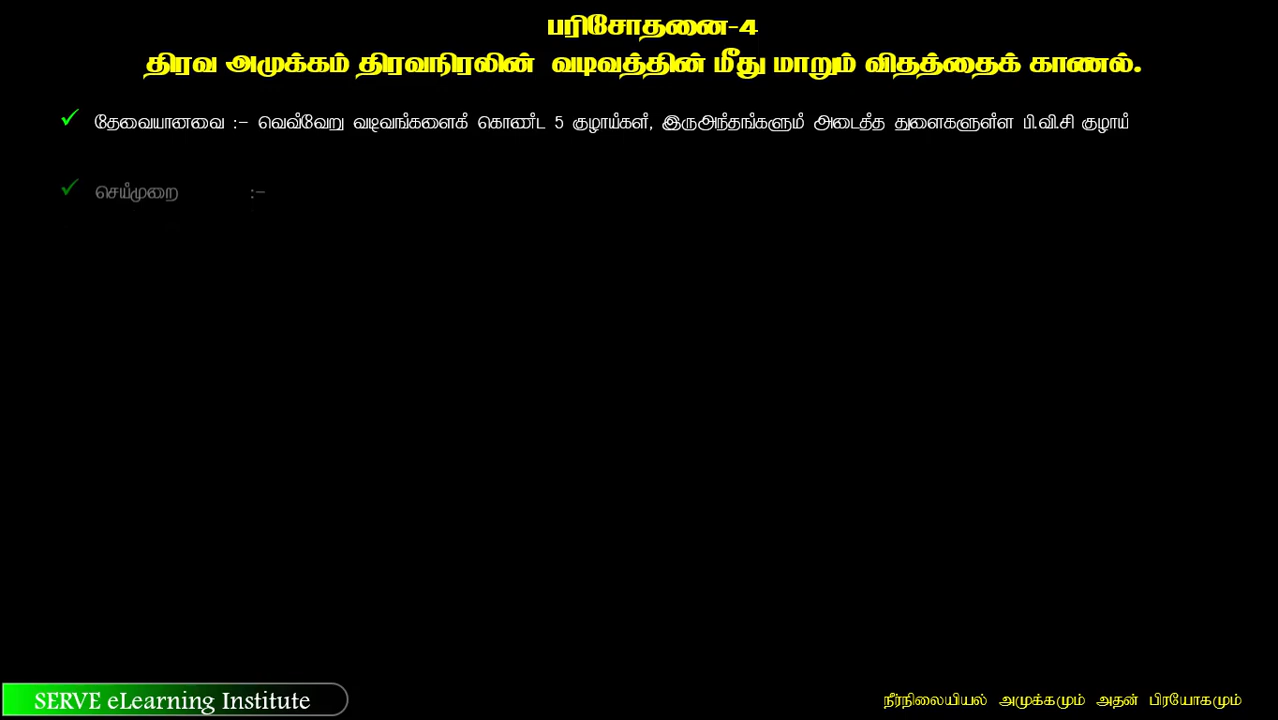 பரிசோதனை-4
திரவ அமுக்கம் திரவநிரலின் வடிவத்தின் மீது மாறும் விதத்தைக் காணல்.
✓ தேவையானவை :- வெவ்வேறு வடிவங்களைக் கொண்ட 5 குழாய்கள், இருஅந்தங்களும் அடைத்த துளைகளுள்ள பி.வி.சி குழாய்
✓ செய்முறை :-
SERVE eLearning Institute
நீர்நிலையியல் அமுக்கமும் அதன் பிரயோகமும்